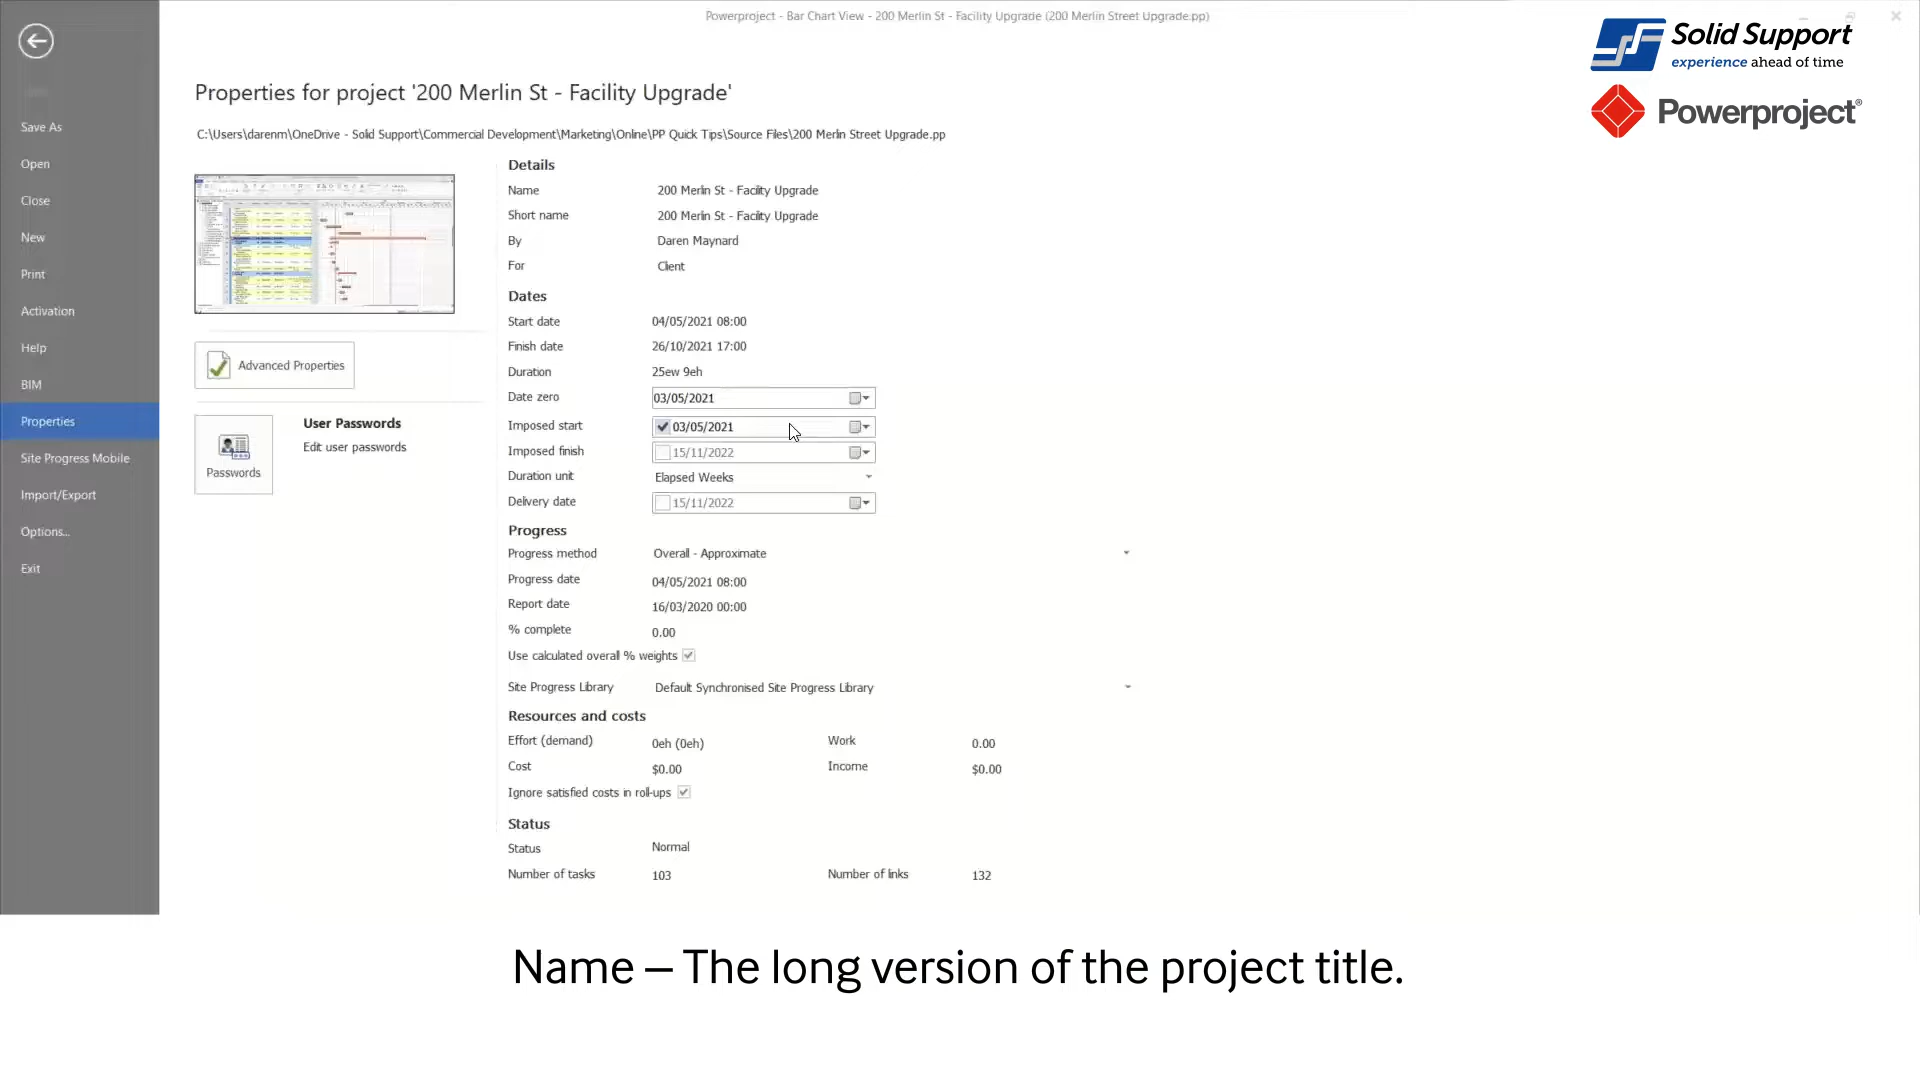 Powerproject - Bar Chart View - 200 Merlin St - Facility Upgrade (200 Merlin Street Upgrade.pp)
Solid Support
experience ahead of time
Powerproject®
Save As
Open
Close
New
Print
Activation
Help
BIM
Properties
Site Progress Mobile
Import/Export
Options...
Exit
Properties for project '200 Merlin St - Facility Upgrade'
C:\Users\darenm\OneDrive - Solid Support\Commercial Development\Marketing\Online\PP Quick Tips\Source Files\200 Merlin Street Upgrade.pp
Advanced Properties
Passwords
User Passwords
Edit user passwords
Details
Name 200 Merlin St - Facility Upgrade
Short name 200 Merlin St - Facility Upgrade
By Daren Maynard
For Client
Dates
Start date 04/05/2021 08:00
Finish date 26/10/2021 17:00
Duration 25ew 9eh
Date zero 03/05/2021
Imposed start 03/05/2021
Imposed finish 15/11/2022
Duration unit Elapsed Weeks
Delivery date 15/11/2022
Progress
Progress method Overall - Approximate
Progress date 04/05/2021 08:00
Report date 16/03/2020 00:00
% complete 0.00
Use calculated overall % weights
Site Progress Library Default Synchronised Site Progress Library
Resources and costs
Effort (demand) 0eh (0eh) Work 0.00
Cost $0.00 Income $0.00
Ignore satisfied costs in roll-ups
Status
Status Normal
Number of tasks 103 Number of links 132
Name – The long version of the project title.